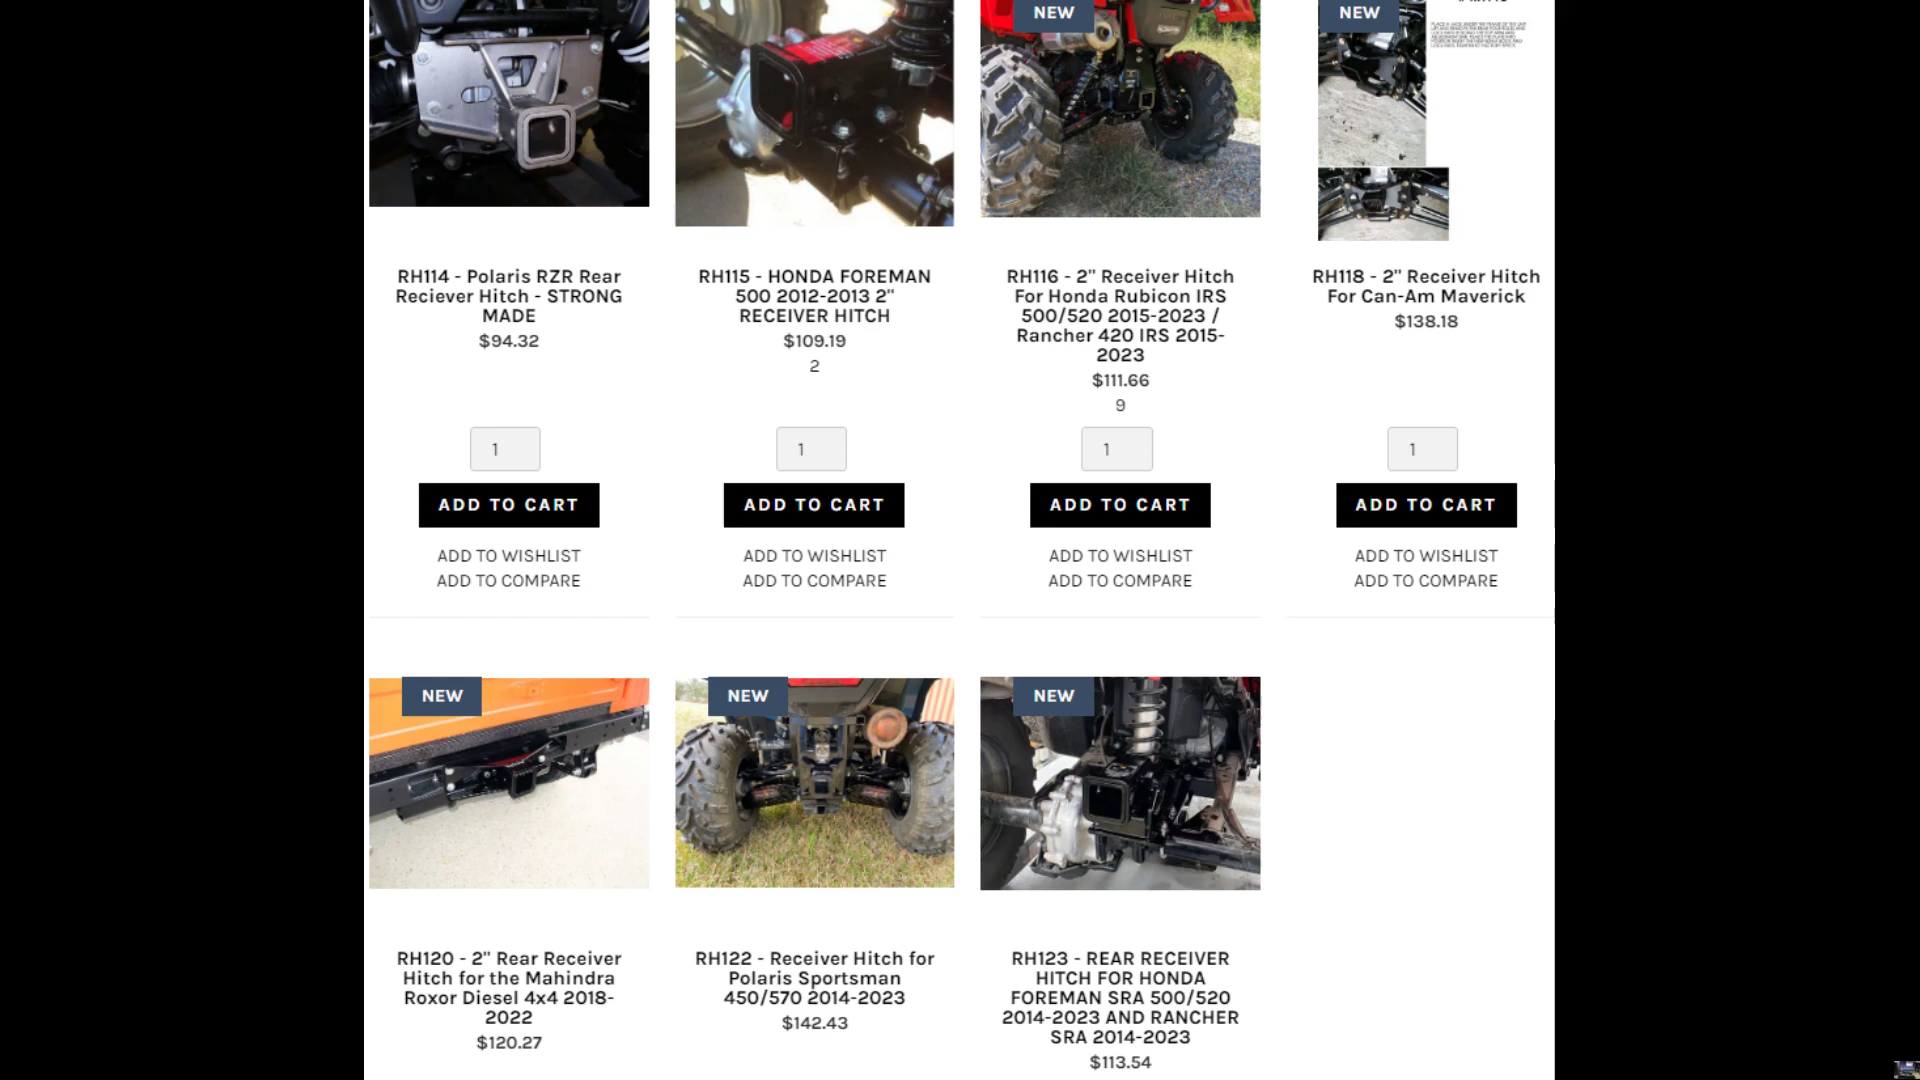 NEW
NEW
RH114 - Polaris RZR Rear
Reciever Hitch - STRONG
MADE
$94.32
RH115 - HONDA FOREMAN
500 2012-2013 2"
RECEIVER HITCH
$109.19
2
RH116 - 2" Receiver Hitch
For Honda Rubicon IRS
500/520 2015-2023 /
Rancher 420 IRS 2015-
2023
$111.66
9
RH118 - 2" Receiver Hitch
For Can-Am Maverick
$138.18
1
1
1
1
ADD TO CART
ADD TO CART
ADD TO CART
ADD TO CART
ADD TO WISHLIST
ADD TO COMPARE
ADD TO WISHLIST
ADD TO COMPARE
ADD TO WISHLIST
ADD TO COMPARE
ADD TO WISHLIST
ADD TO COMPARE
NEW
NEW
NEW
RH120 - 2" Rear Receiver
Hitch for the Mahindra
Roxor Diesel 4x4 2018-
2022
$120.27
RH122 - Receiver Hitch for
Polaris Sportsman
450/570 2014-2023
$142.43
RH123 - REAR RECEIVER
HITCH FOR HONDA
FOREMAN SRA 500/520
2014-2023 AND RANCHER
SRA 2014-2023
$113.54